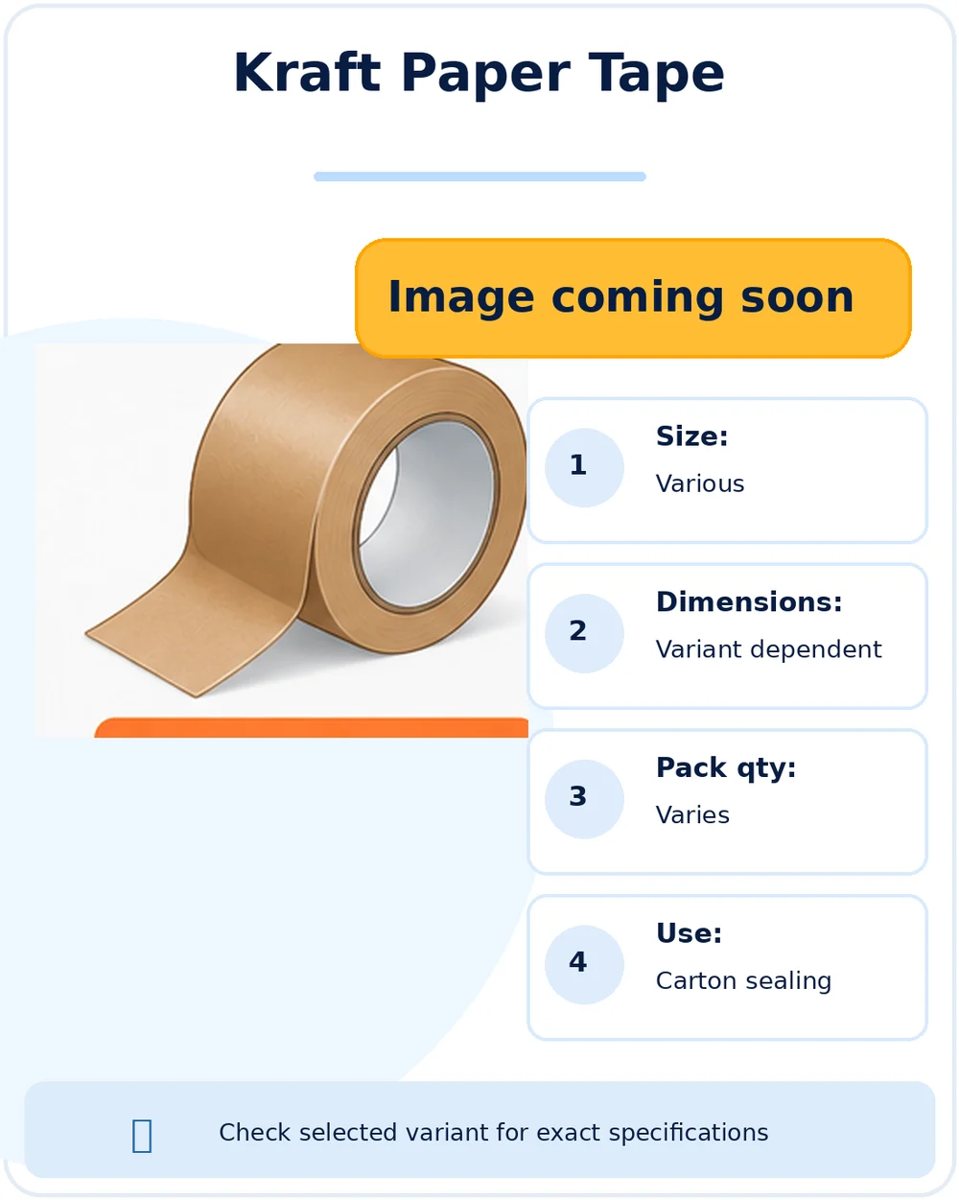 Kraft Paper Tape
Image coming soon
1
Size:
Various
2
Dimensions:
Variant dependent
3
Pack qty:
Varies
4
Use:
Carton sealing
Check selected variant for exact specifications